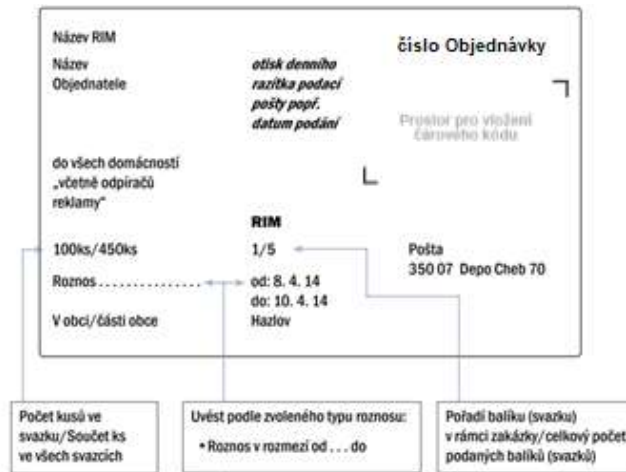 Název RIM
číslo Objednávky
Název
Objednatele
otisk denního
razítka podací
pošty popř.
datum podání
Prostor pro vložení
čárového kódu
do všech domácností
„včetně odpíračů
reklamy“
RIM
100ks/450ks
1/5
Pošta
350 07 Depo Cheb 70
Roznos ................
od: 8. 4. 14
do: 10. 4. 14
V obci/části obce
Hazlov
Počet kusů ve
svazku/Součet ks
ve všech svazcích
Uvést podle zvoleného typu roznosu:
• Roznos v rozmezí od . . . do
Pořadí balíku (svazku)
v rámci zakázky/celkový počet
podaných balíků (svazků)